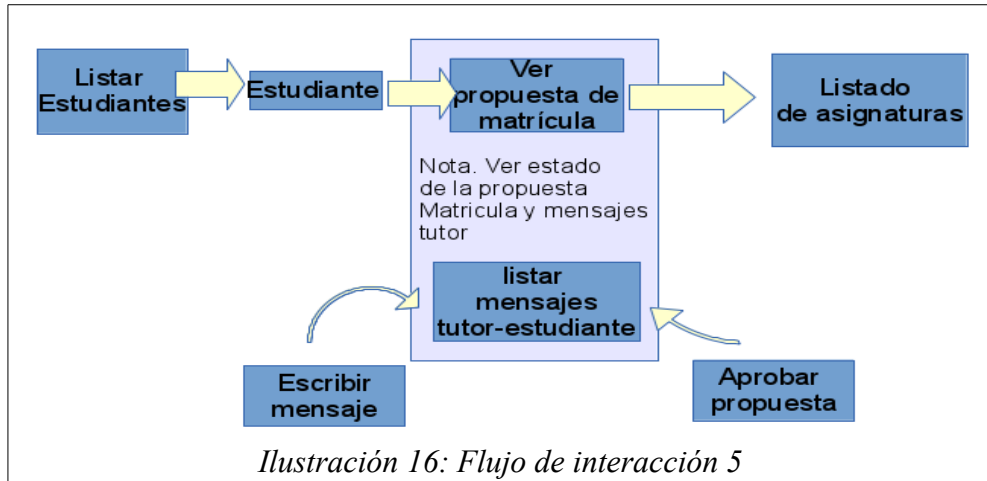 Listar
Estudiantes
Estudiante
Ver
propuesta de
matrícula
Listado
de asignaturas
Nota. Ver estado
de la propuesta
Matricula y mensajes
tutor
listar
mensajes
tutor-estudiante
Escribir
mensaje
Aprobar
propuesta
Ilustración 16: Flujo de interacción 5